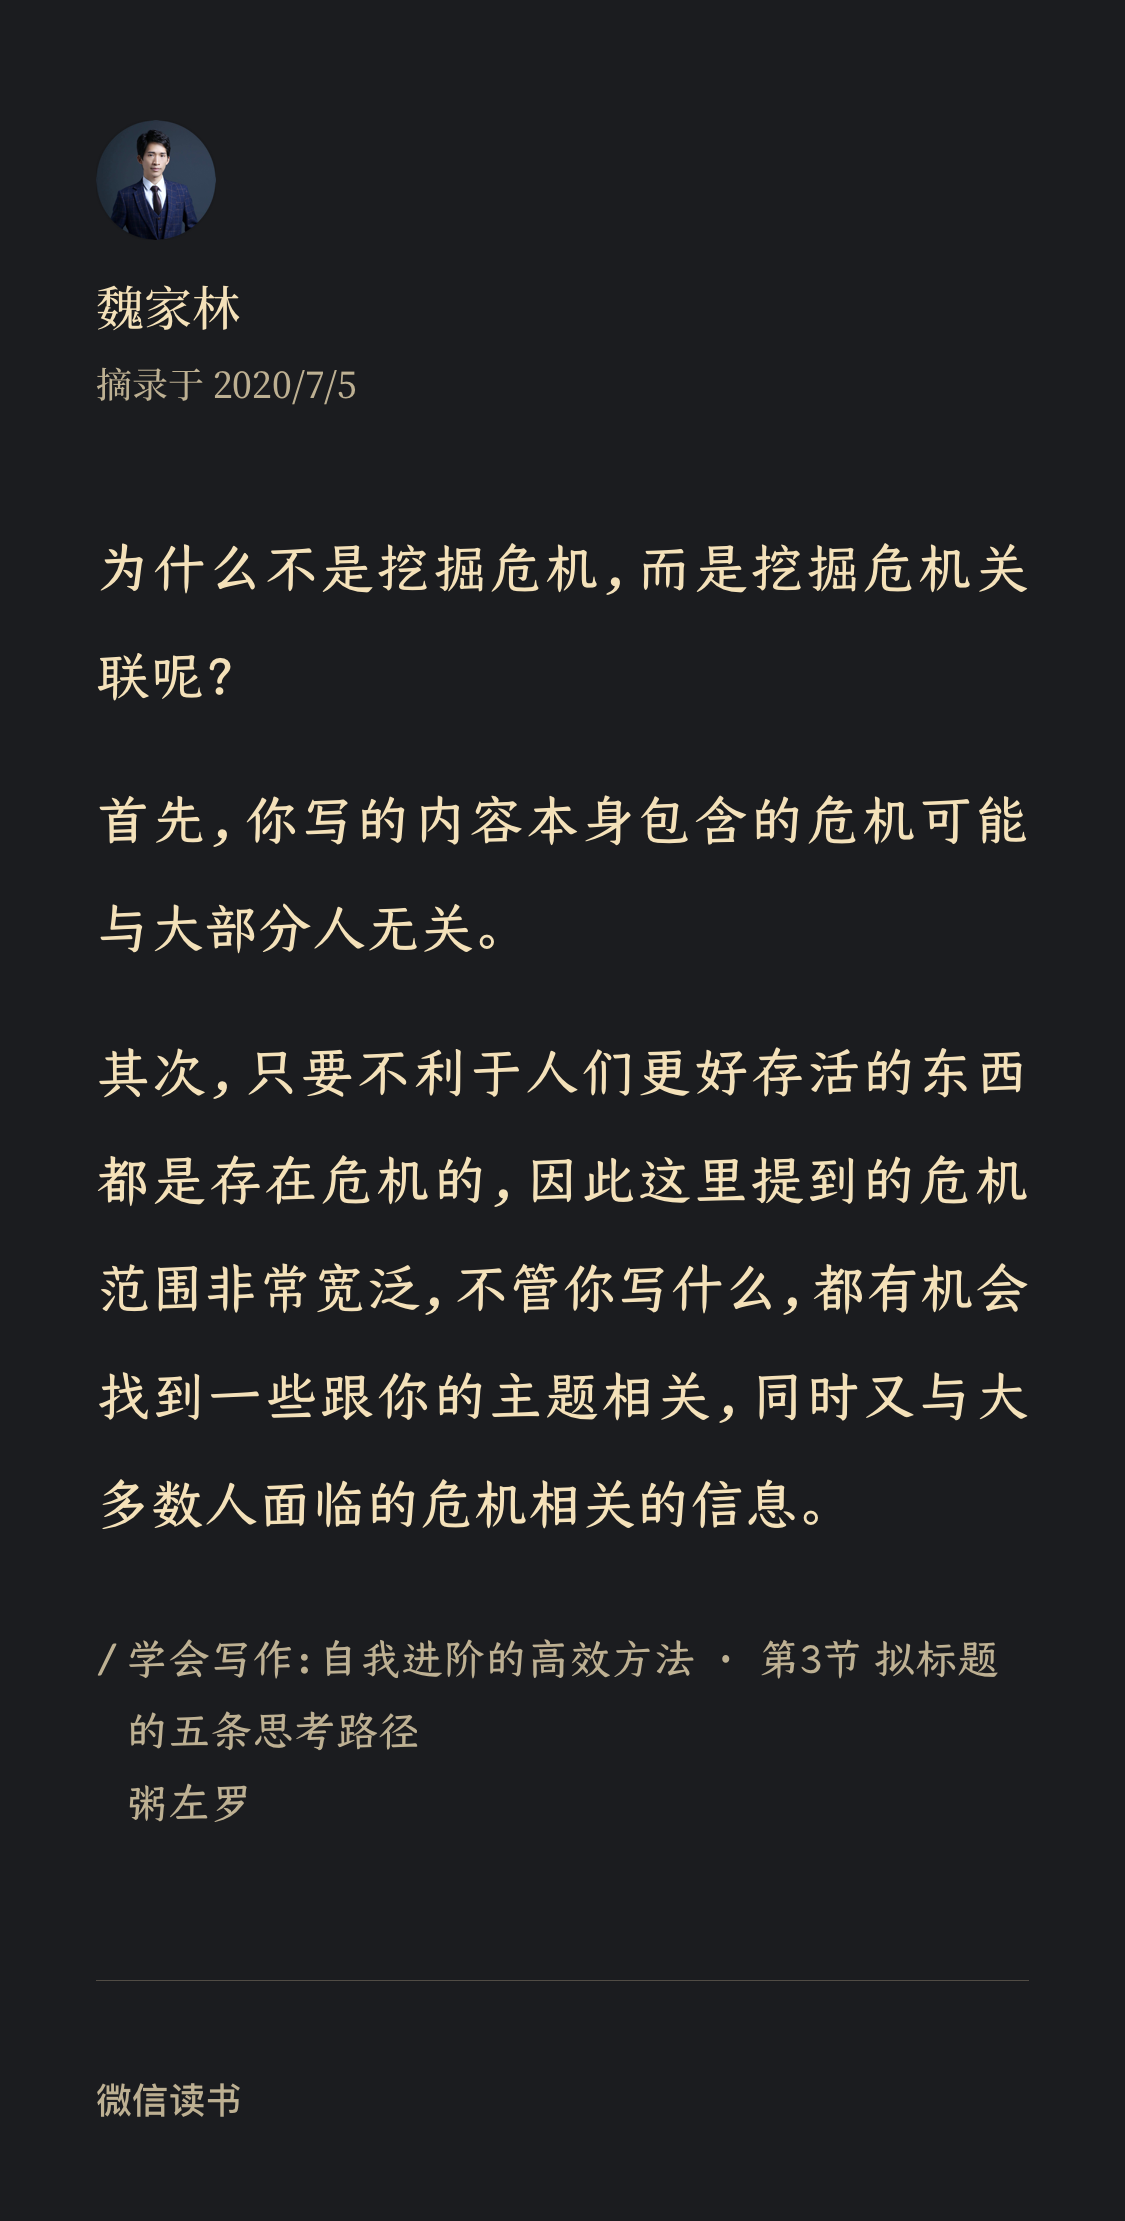 魏家林
摘录于 2020/7/5
为什么不是挖掘危机,而是挖掘危机关
联呢?
首先,你写的内容本身包含的危机可能
与大部分人无关。
其次,只要不利于人们更好存活的东西
都是存在危机的,因此这里提到的危机
范围非常宽泛,不管你写什么,都有机会
找到一些跟你的主题相关,同时又与大
多数人面临的危机相关的信息。
/ 学会写作:自我进阶的高效方法 · 第3节 拟标题
的五条思考路径
粥左罗
微信读书